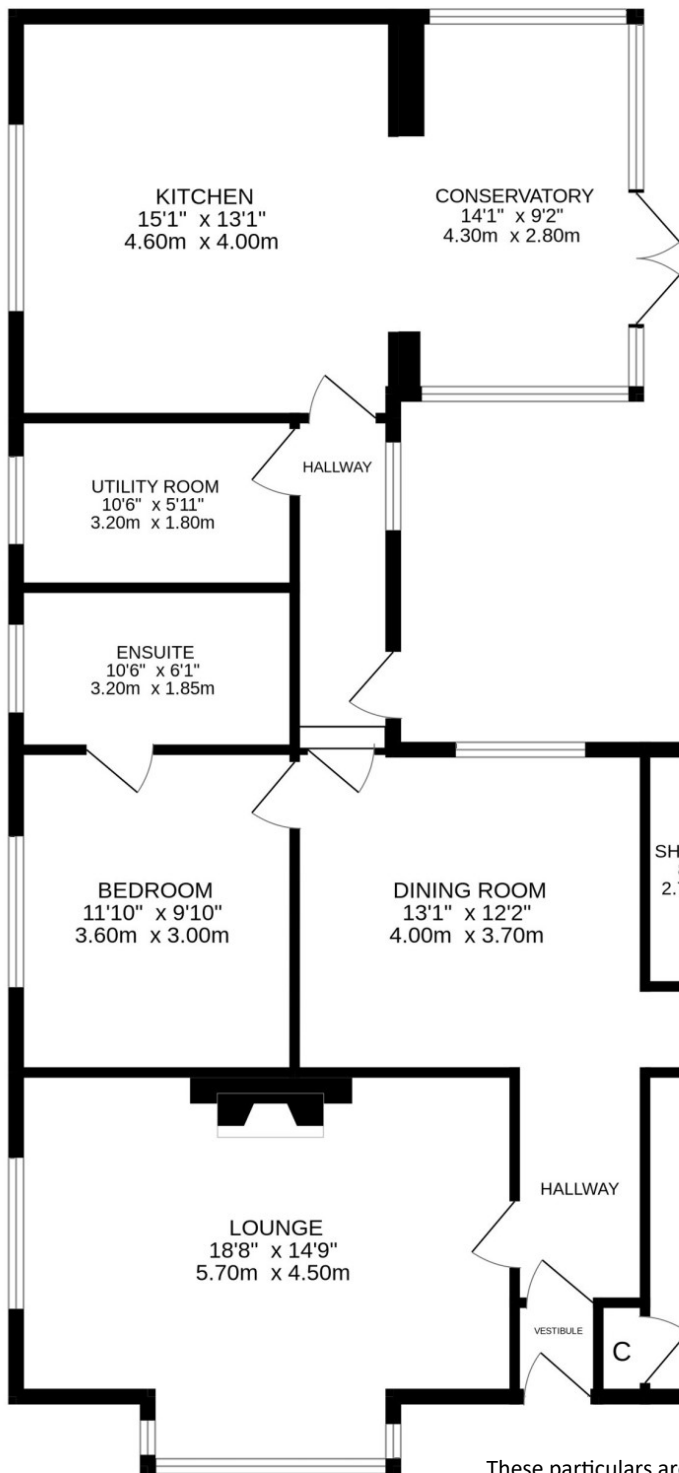 KITCHEN
15'1" x 13'1"
4.60m x 4.00m
CONSERVATORY
14'1" x 9'2"
4.30m x 2.80m
HALLWAY
UTILITY ROOM
10'6" x 5'11"
3.20m x 1.80m
ENSUITE
10'6" x 6'1"
3.20m x 1.85m
BEDROOM
11'10" x 9'10"
3.60m x 3.00m
DINING ROOM
13'1" x 12'2"
4.00m x 3.70m
SH
2.
LOUNGE
18'8" x 14'9"
5.70m x 4.50m
HALLWAY
VESTIBULE
C
These particulars are